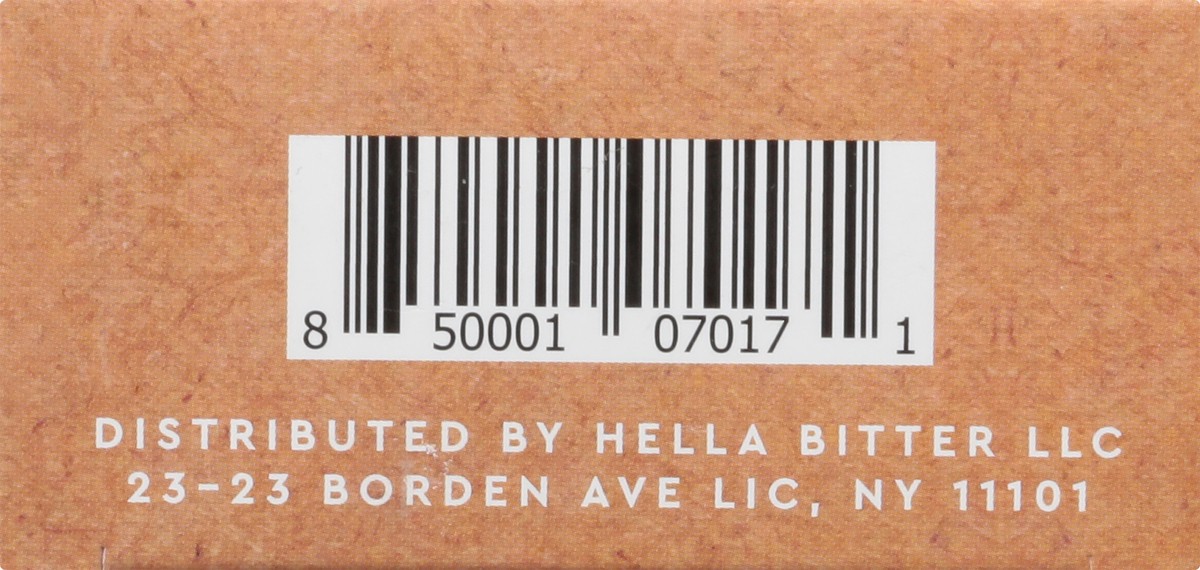 8 50001 07017 1
DISTRIBUTED BY HELLA BITTER LLC
23-23 BORDEN AVE LIC, NY 11101